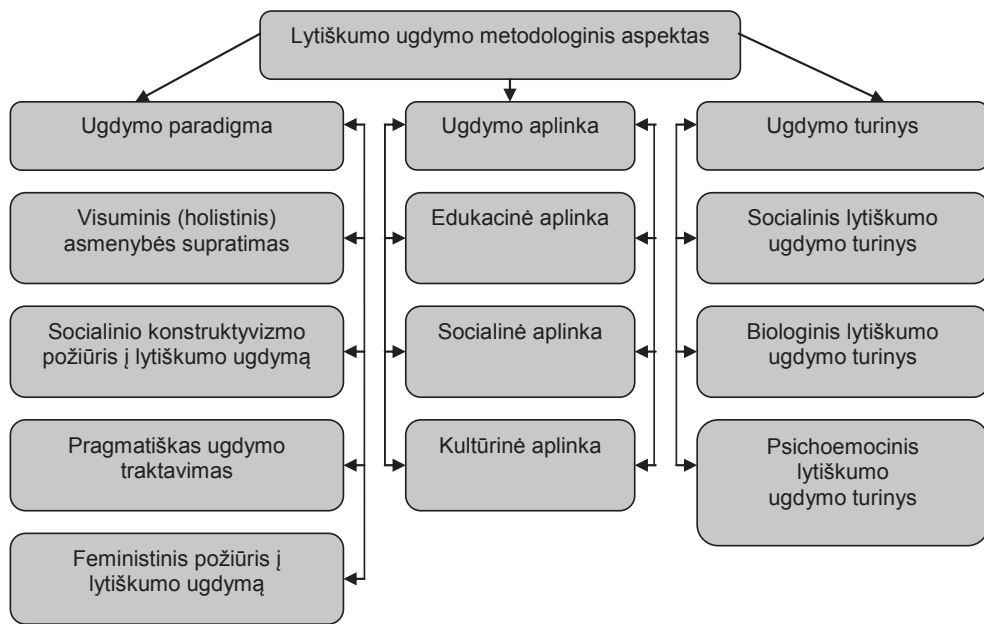 Lytiškumo ugdymo metodologinis aspektas
Ugdymo paradigma
Visuminis (holistinis)
asmenybės supratimas
Socialinio konstruktyvizmo
požiūris į lytiškumo ugdymą
Pragmatiškas ugdymo
traktavimas
Feministinis požiūris į
lytiškumo ugdymą
Ugdymo aplinka
Edukacinė aplinka
Socialinė aplinka
Kultūrinė aplinka
Ugdymo turinys
Socialinis lytiškumo
ugdymo turinys
Biologinis lytiškumo
ugdymo turinys
Psichoemocinis
lytiškumo
ugdymo turinys